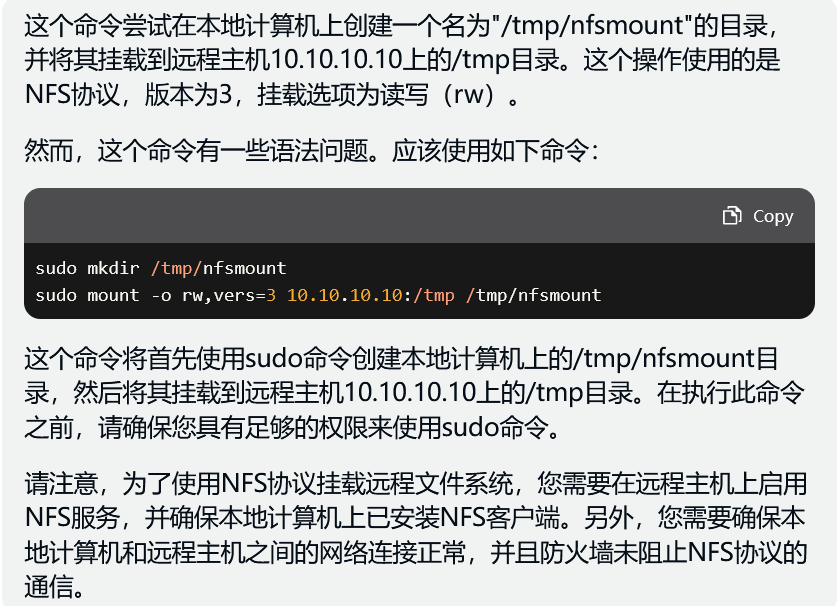 这个命令尝试在本地计算机上创建一个名为"/tmp/nfsmount"的目录，
并将其挂载到远程主机10.10.10.10上的/tmp目录。这个操作使用的是
NFS协议，版本为3，挂载选项为读写（rw）。
然而，这个命令有一些语法问题。应该使用如下命令：
Copy
sudo mkdir /tmp/nfsmount
sudo mount -o rw,vers=3 10.10.10.10:/tmp /tmp/nfsmount
这个命令将首先使用sudo命令创建本地计算机上的/tmp/nfsmount目
录，然后将其挂载到远程主机10.10.10.10上的/tmp目录。在执行此命令
之前，请确保您具有足够的权限来使用sudo命令。
请注意，为了使用NFS协议挂载远程文件系统，您需要在远程主机上启用
NFS服务，并确保本地计算机上已安装NFS客户端。另外，您需要确保本
地计算机和远程主机之间的网络连接正常，并且防火墙未阻止NFS协议的
通信。